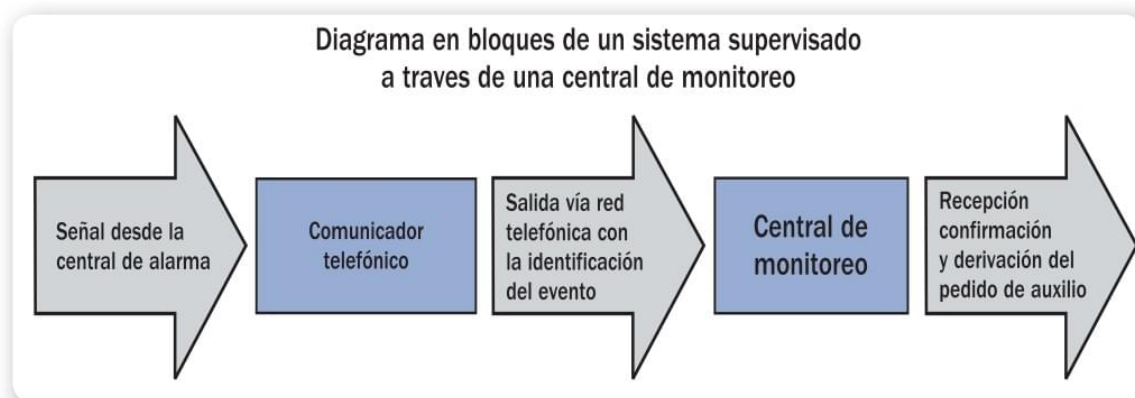 Diagrama en bloques de un sistema supervisado
a traves de una central de monitoreo
Señal desde la
central de alarma
Comunicador
telefónico
Salida vía red
telefónica con
la identificación
del evento
Central de
monitoreo
Recepción
confirmación
y derivación del
pedido de auxilio